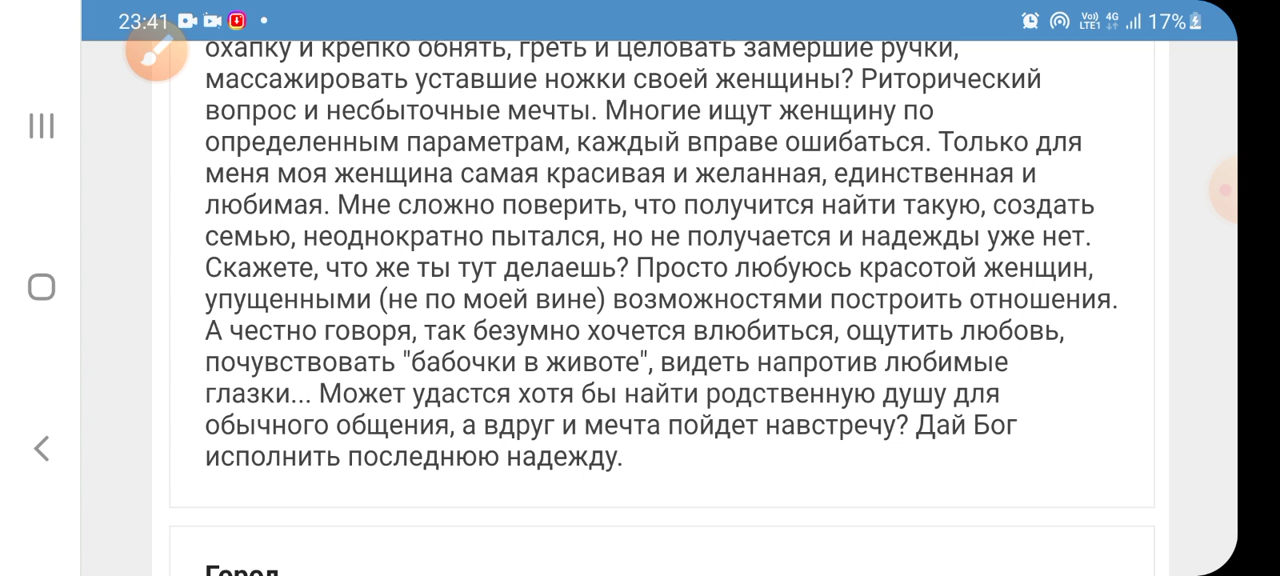 23:41
Vo)) 4G
LTE1 17%
охапку и крепко обнять, греть и целовать замершие ручки,
массажировать уставшие ножки своей женщины? Риторический
вопрос и несбыточные мечты. Многие ищут женщину по
определенным параметрам, каждый вправе ошибаться. Только для
меня моя женщина самая красивая и желанная, единственная и
любимая. Мне сложно поверить, что получится найти такую, создать
семью, неоднократно пытался, но не получается и надежды уже нет.
Скажете, что же ты тут делаешь? Просто любуюсь красотой женщин,
упущенными (не по моей вине) возможностями построить отношения.
А честно говоря, так безумно хочется влюбиться, ощутить любовь,
почувствовать "бабочки в животе", видеть напротив любимые
глазки... Может удастся хотя бы найти родственную душу для
обычного общения, а вдруг и мечта пойдет навстречу? Дай Бог
исполнить последнюю надежду.
Город